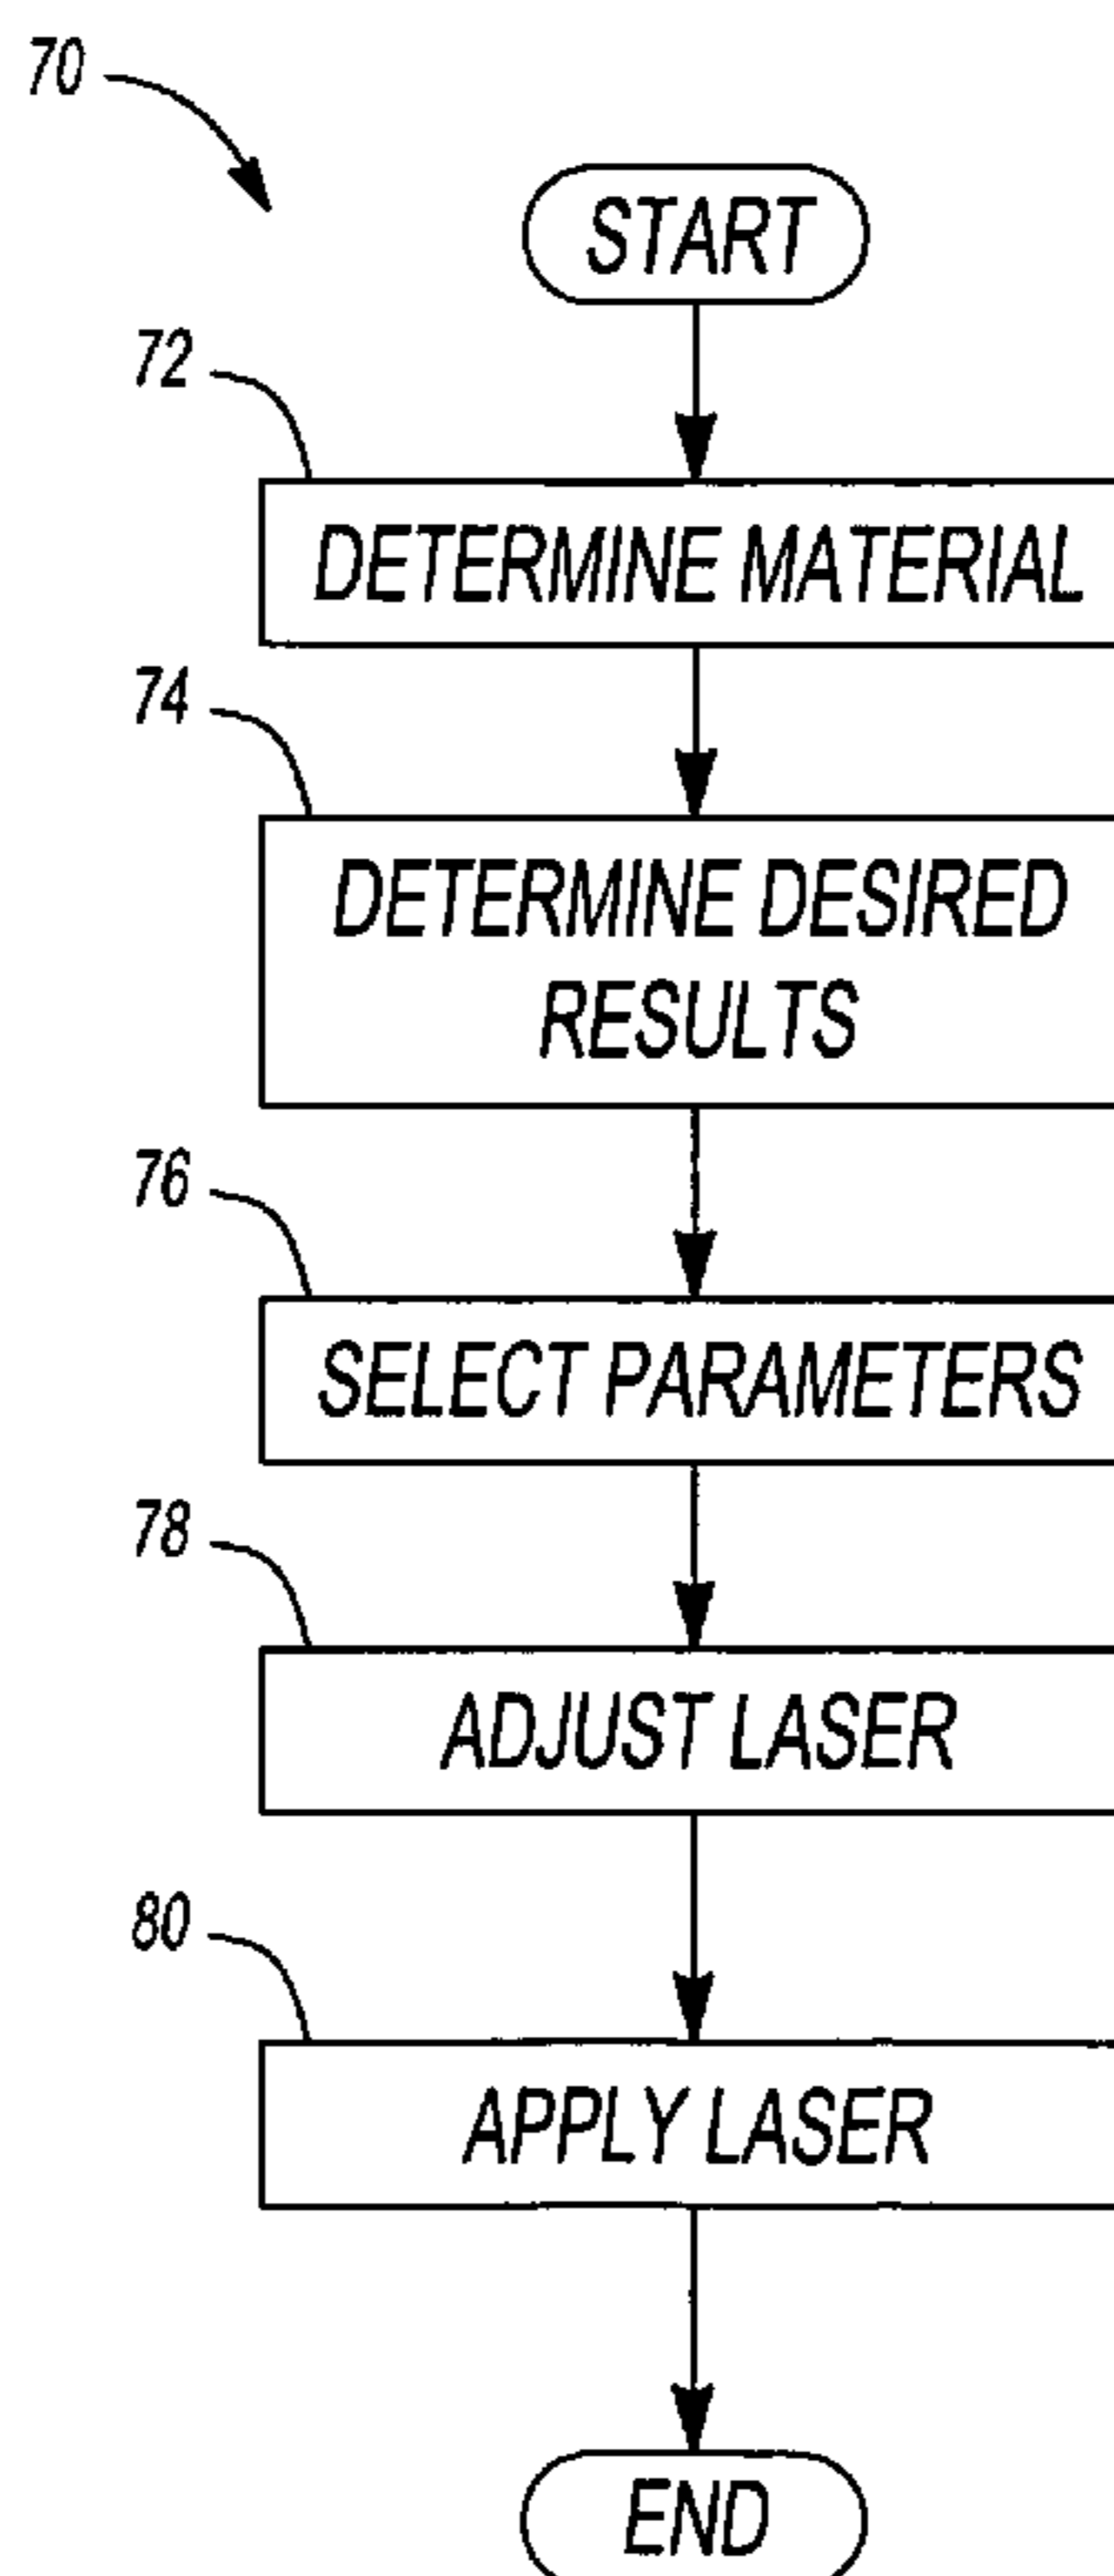 70
START
72
DETERMINE MATERIAL
74
DETERMINE DESIRED
RESULTS
76
SELECT PARAMETERS
78
ADJUST LASER
80
APPLY LASER
END